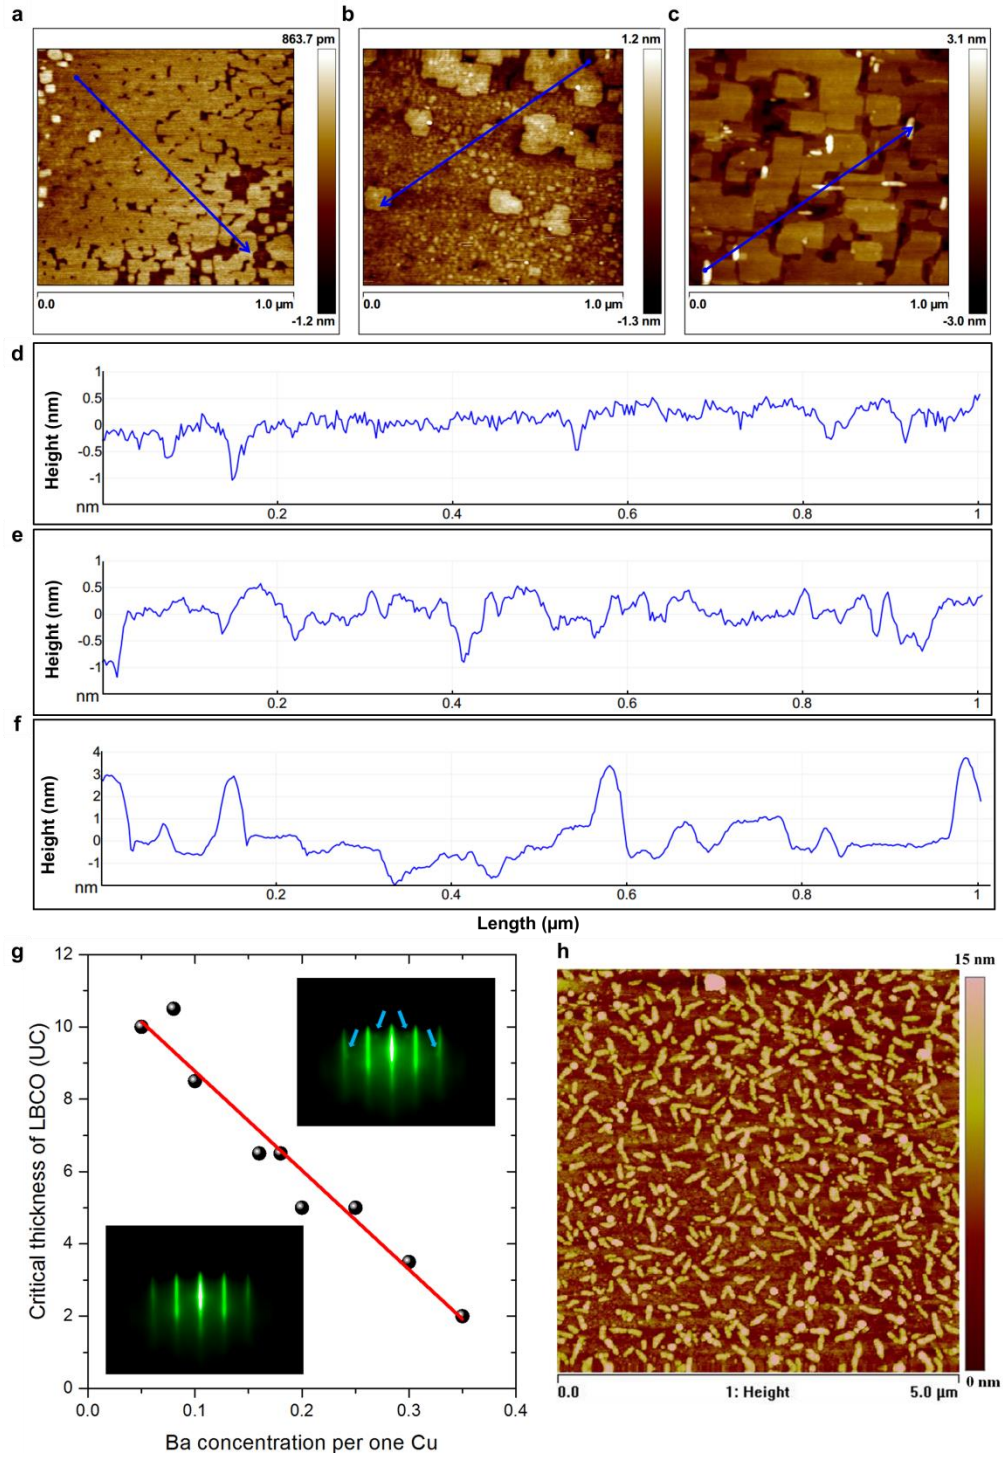 a
b
c
863.7 pm
1.2 nm
3.1 nm
0.0
1.0 µm
0.0
1.0 µm
0.0
1.0 µm
-1.2 nm
-1.3 nm
-3.0 nm
d
Height (nm)
1
0.5
0
-0.5
-1
nm
0.2
0.4
0.6
0.8
1
e
Height (nm)
1
0.5
0
-0.5
-1
nm
0.2
0.4
0.6
0.8
1
f
Height (nm)
4
3
2
1
0
-1
nm
0.2
0.4
0.6
0.8
1
Length (µm)
g
Critical thickness of LBCO (UC)
12
10
8
6
4
2
0
0.0
0.1
0.2
0.3
0.4
Ba concentration per one Cu
h
15 nm
0 nm
0.0
1: Height
5.0 µm